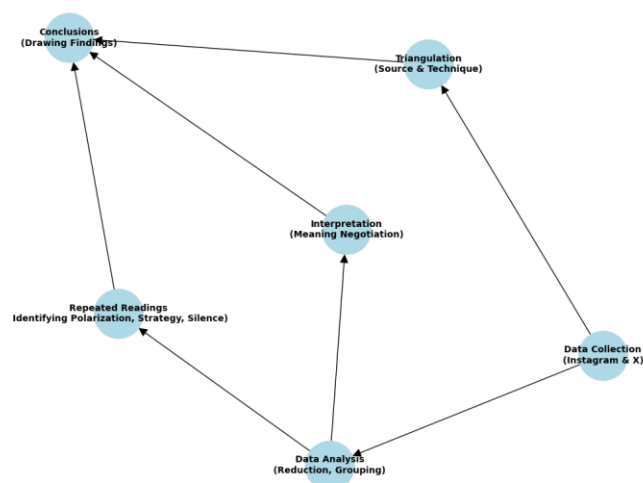 Conclusions
(Drawing Findings)
Triangulation
(Source & Technique)
Interpretation
(Meaning Negotiation)
Repeated Readings
Identifying Polarization, Strategy, Silence)
Data Collection
(Instagram & X)
Data Analysis
(Reduction, Grouping)